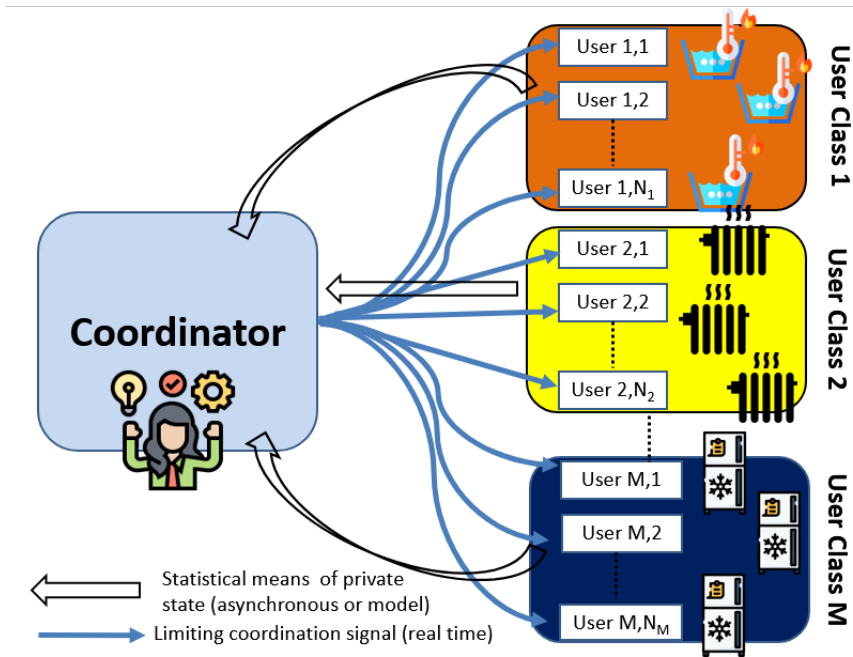 User 1,1
User 1,2
User 1,N₁
User Class 1
User 2,1
User 2,2
User 2,N₂
User Class 2
Coordinator
User M,1
User M,2
User M,N_M
User Class M
Statistical means of private
state (asynchronous or model)
Limiting coordination signal (real time)